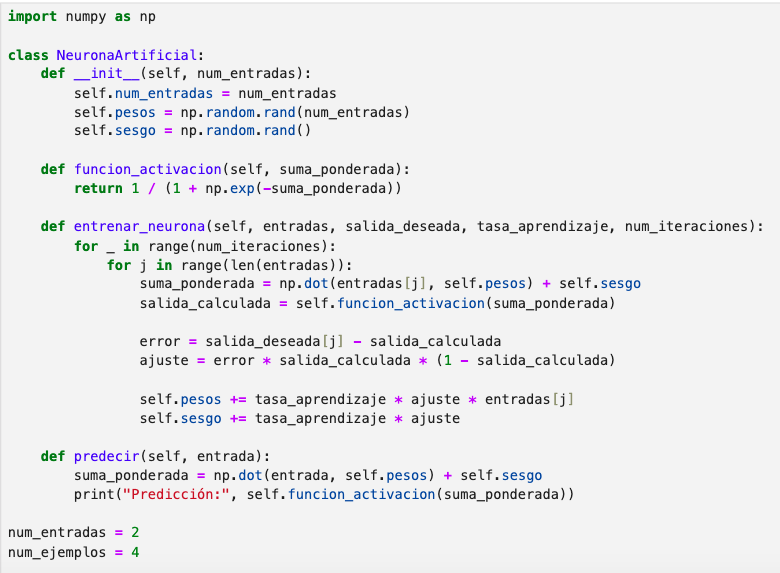 import numpy as np

class NeuronaArtificial:
    def __init__(self, num_entradas):
        self.num_entradas = num_entradas
        self.pesos = np.random.rand(num_entradas)
        self.sesgo = np.random.rand()

    def funcion_activacion(self, suma_ponderada):
        return 1 / (1 + np.exp(-suma_ponderada))

    def entrenar_neurona(self, entradas, salida_deseada, tasa_aprendizaje, num_iteraciones):
        for _ in range(num_iteraciones):
            for j in range(len(entradas)):
                suma_ponderada = np.dot(entradas[j], self.pesos) + self.sesgo
                salida_calculada = self.funcion_activacion(suma_ponderada)

                error = salida_deseada[j] - salida_calculada
                ajuste = error * salida_calculada * (1 - salida_calculada)

                self.pesos += tasa_aprendizaje * ajuste * entradas[j]
                self.sesgo += tasa_aprendizaje * ajuste

    def predecir(self, entrada):
        suma_ponderada = np.dot(entrada, self.pesos) + self.sesgo
        print("Predicción:", self.funcion_activacion(suma_ponderada))

num_entradas = 2
num_ejemplos = 4